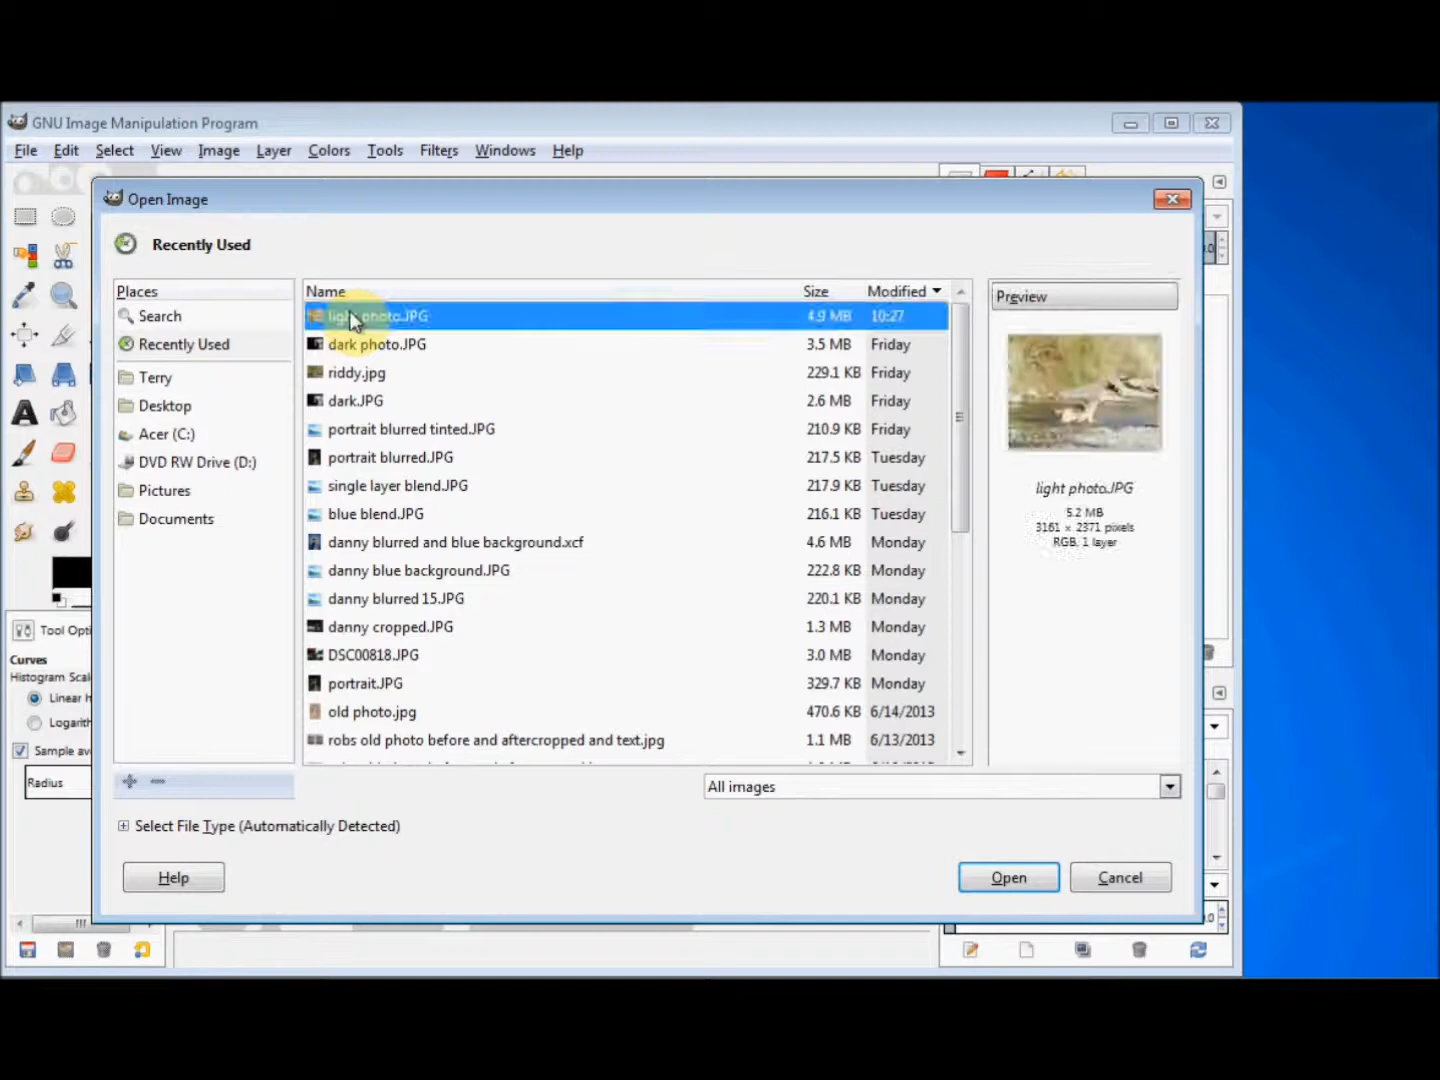 GNU Image Manipulation Program
File Edit Select View Image Layer Colors Tools Filters Windows Help
Open Image
Recently Used
Places
Search
Recently Used
Terry
Desktop
Acer (C:)
DVD RW Drive (D:)
Pictures
Documents
Name Size Modified
light photo.JPG 4.9 MB 10:27
dark photo.JPG 3.5 MB Friday
riddy.jpg 229.1 KB Friday
dark.JPG 2.6 MB Friday
portrait blurred tinted.JPG 210.9 KB Friday
portrait blurred.JPG 217.5 KB Tuesday
single layer blend.JPG 217.9 KB Tuesday
blue blend.JPG 216.1 KB Tuesday
danny blurred and blue background.xcf 4.6 MB Monday
danny blue background.JPG 222.8 KB Monday
danny blurred 15.JPG 220.1 KB Monday
danny cropped.JPG 1.3 MB Monday
DSC00818.JPG 3.0 MB Monday
portrait.JPG 329.7 KB Monday
old photo.jpg 470.6 KB 6/14/2013
robs old photo before and aftercropped and text.jpg 1.1 MB 6/13/2013
Preview
light photo.JPG
5.2 MB
3161 × 2371 pixels
RGB, 1 layer
All images
Select File Type (Automatically Detected)
Help
Open
Cancel
Tool Opti
Curves
Histogram Scal
Linear h
Logarith
Sample av
Radius